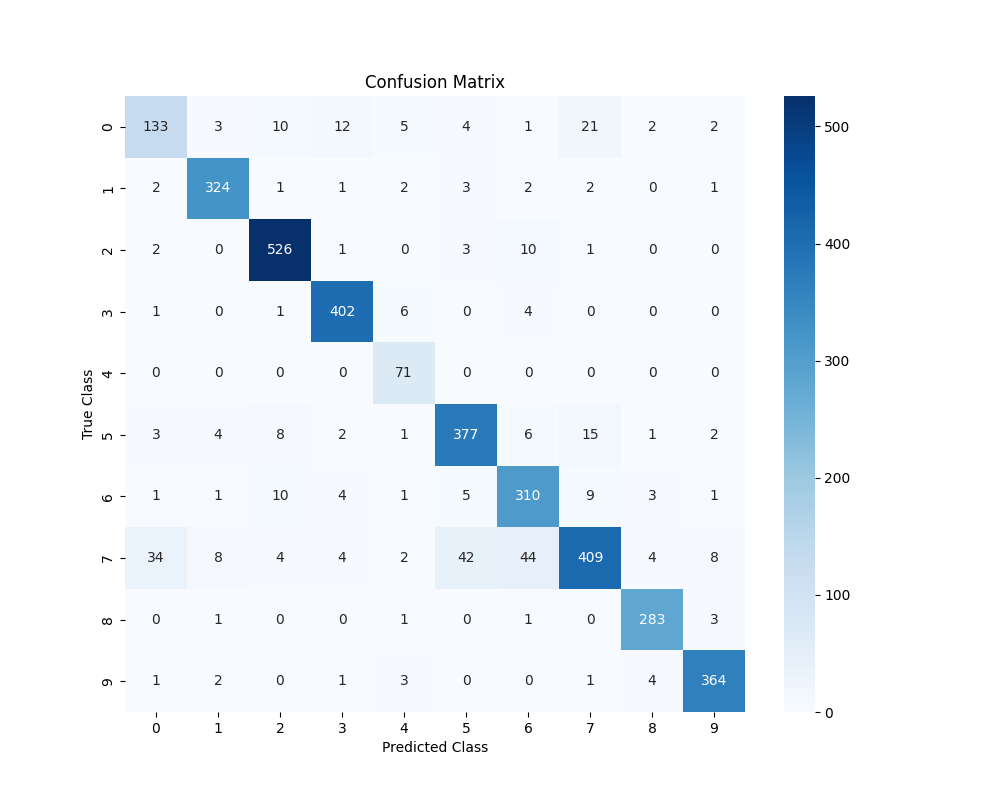 Confusion Matrix
0 133 3 10 12 5 4 1 21 2 2
1 2 324 1 1 2 3 2 2 0 1
2 2 0 526 1 0 3 10 1 0 0
3 1 0 1 402 6 0 4 0 0 0
4 0 0 0 0 71 0 0 0 0 0
5 3 4 8 2 1 377 6 15 1 2
6 1 1 10 4 1 5 310 9 3 1
7 34 8 4 4 2 42 44 409 4 8
8 0 1 0 0 1 0 1 0 283 3
9 1 2 0 1 3 0 0 1 4 364
0 1 2 3 4 5 6 7 8 9
Predicted Class
True Class
500
400
300
200
100
0